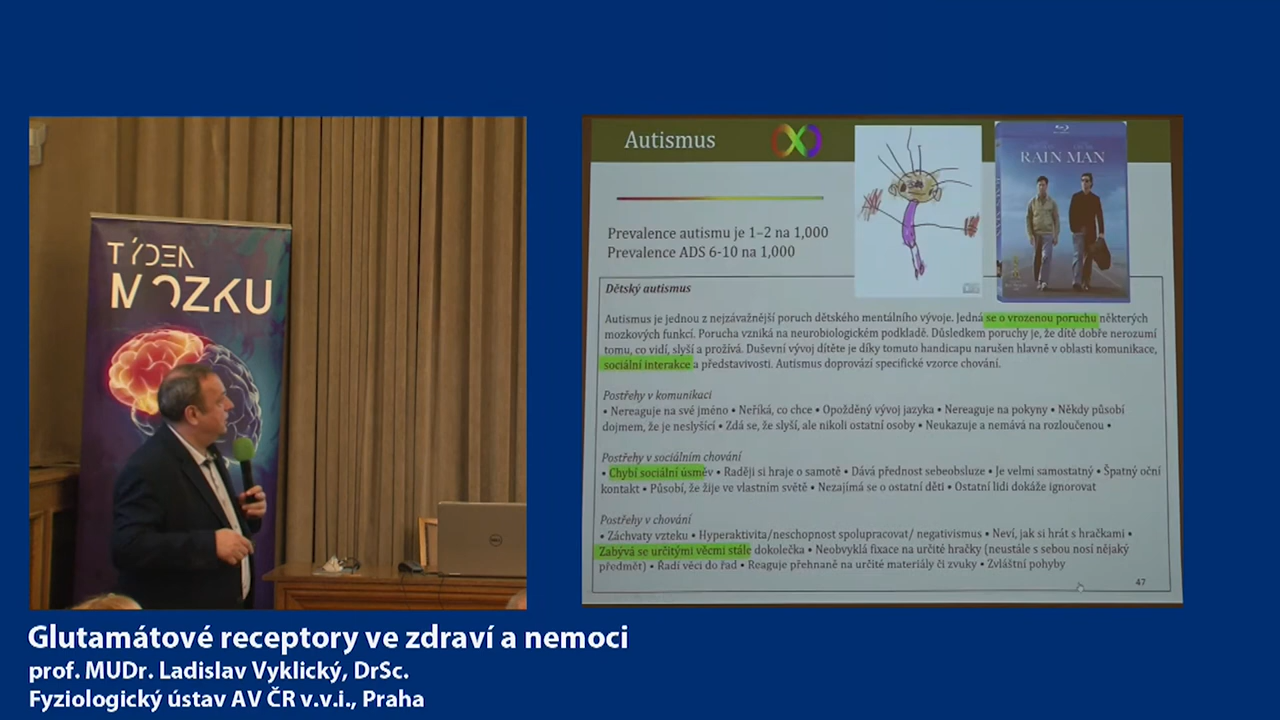 TÝDEN
MOZKU
DELL
Autismus
RAIN MAN
Prevalence autismu je 1–2 na 1,000
Prevalence ADS 6-10 na 1,000
Dětský autismus
Autismus je jednou z nejzávažnější poruch dětského mentálního vývoje. Jedná se o vrozenou poruchu některých
mozkových funkcí. Porucha vzniká na neurobiologickém podkladě. Důsledkem poruchy je, že dítě dobře nerozumí
tomu, co vidí, slyší a prožívá. Duševní vývoj dítěte je díky tomuto handicapu narušen hlavně v oblasti komunikace,
sociální interakce a představivosti. Autismus doprovází specifické vzorce chování.
Postřehy v komunikaci
• Nereaguje na své jméno • Neříká, co chce • Opožděný vývoj jazyka • Nereaguje na pokyny • Někdy působí
dojmem, že je neslyšící • Zdá se, že slyší, ale nikoli ostatní osoby • Neukazuje a nemává na rozloučenou •
Postřehy v sociálním chování
• Chybí sociální úsměv • Raději si hraje o samotě • Dává přednost sebeobsluze • Je velmi samostatný • Špatný oční
kontakt • Působí, že žije ve vlastním světě • Nezajímá se o ostatní děti • Ostatní lidi dokáže ignorovat
Postřehy v chování
• Záchvaty vzteku • Hyperaktivita/neschopnost spolupracovat/ negativismus • Neví, jak si hrát s hračkami •
Zabývá se určitými věcmi stále dokolečka • Neobvyklá fixace na určité hračky (neustále s sebou nosí nějaký
předmět) • Řadí věci do řad • Reaguje přehnaně na určité materiály či zvuky • Zvláštní pohyby
47
Glutamátové receptory ve zdraví a nemoci
prof. MUDr. Ladislav Vyklický, DrSc.
Fyziologický ústav AV ČR v.v.i., Praha